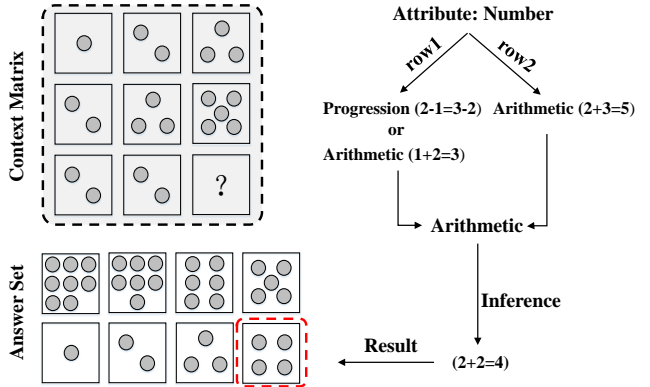 Context Matrix
?
Answer Set
Attribute: Number
row1
row2
Progression (2-1=3-2)
or
Arithmetic (1+2=3)
Arithmetic (2+3=5)
Arithmetic
Inference
(2+2=4)
Result